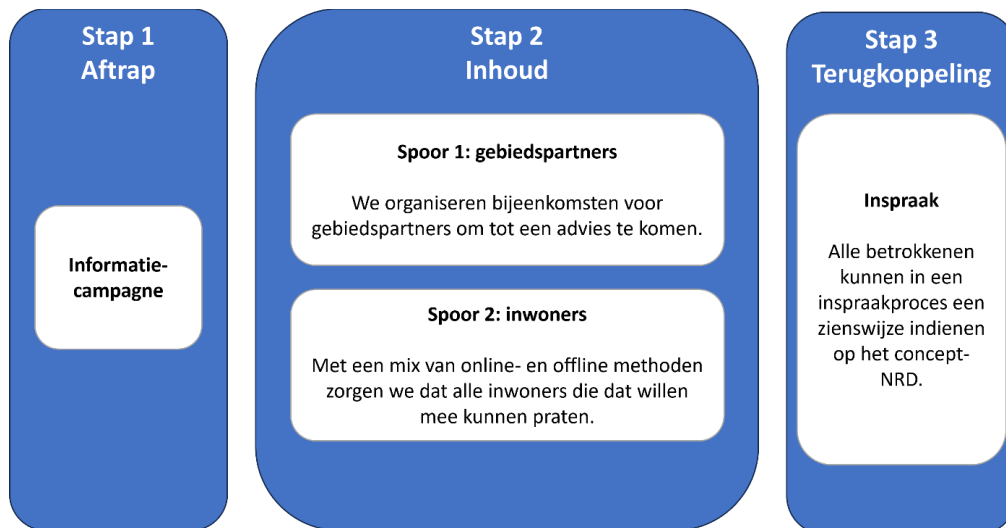 Stap 1
Aftrap
Informatie-
campagne
Stap 2
Inhoud
Spoor 1: gebiedspartners
We organiseren bijeenkomsten voor
gebiedspartners om tot een advies te komen.
Spoor 2: inwoners
Met een mix van online- en offline methoden
zorgen we dat alle inwoners die dat willen
mee kunnen praten.
Stap 3
Terugkoppeling
Inspraak
Alle betrokkenen
kunnen in een
inspraakproces een
zienswijze indienen
op het concept-
NRD.